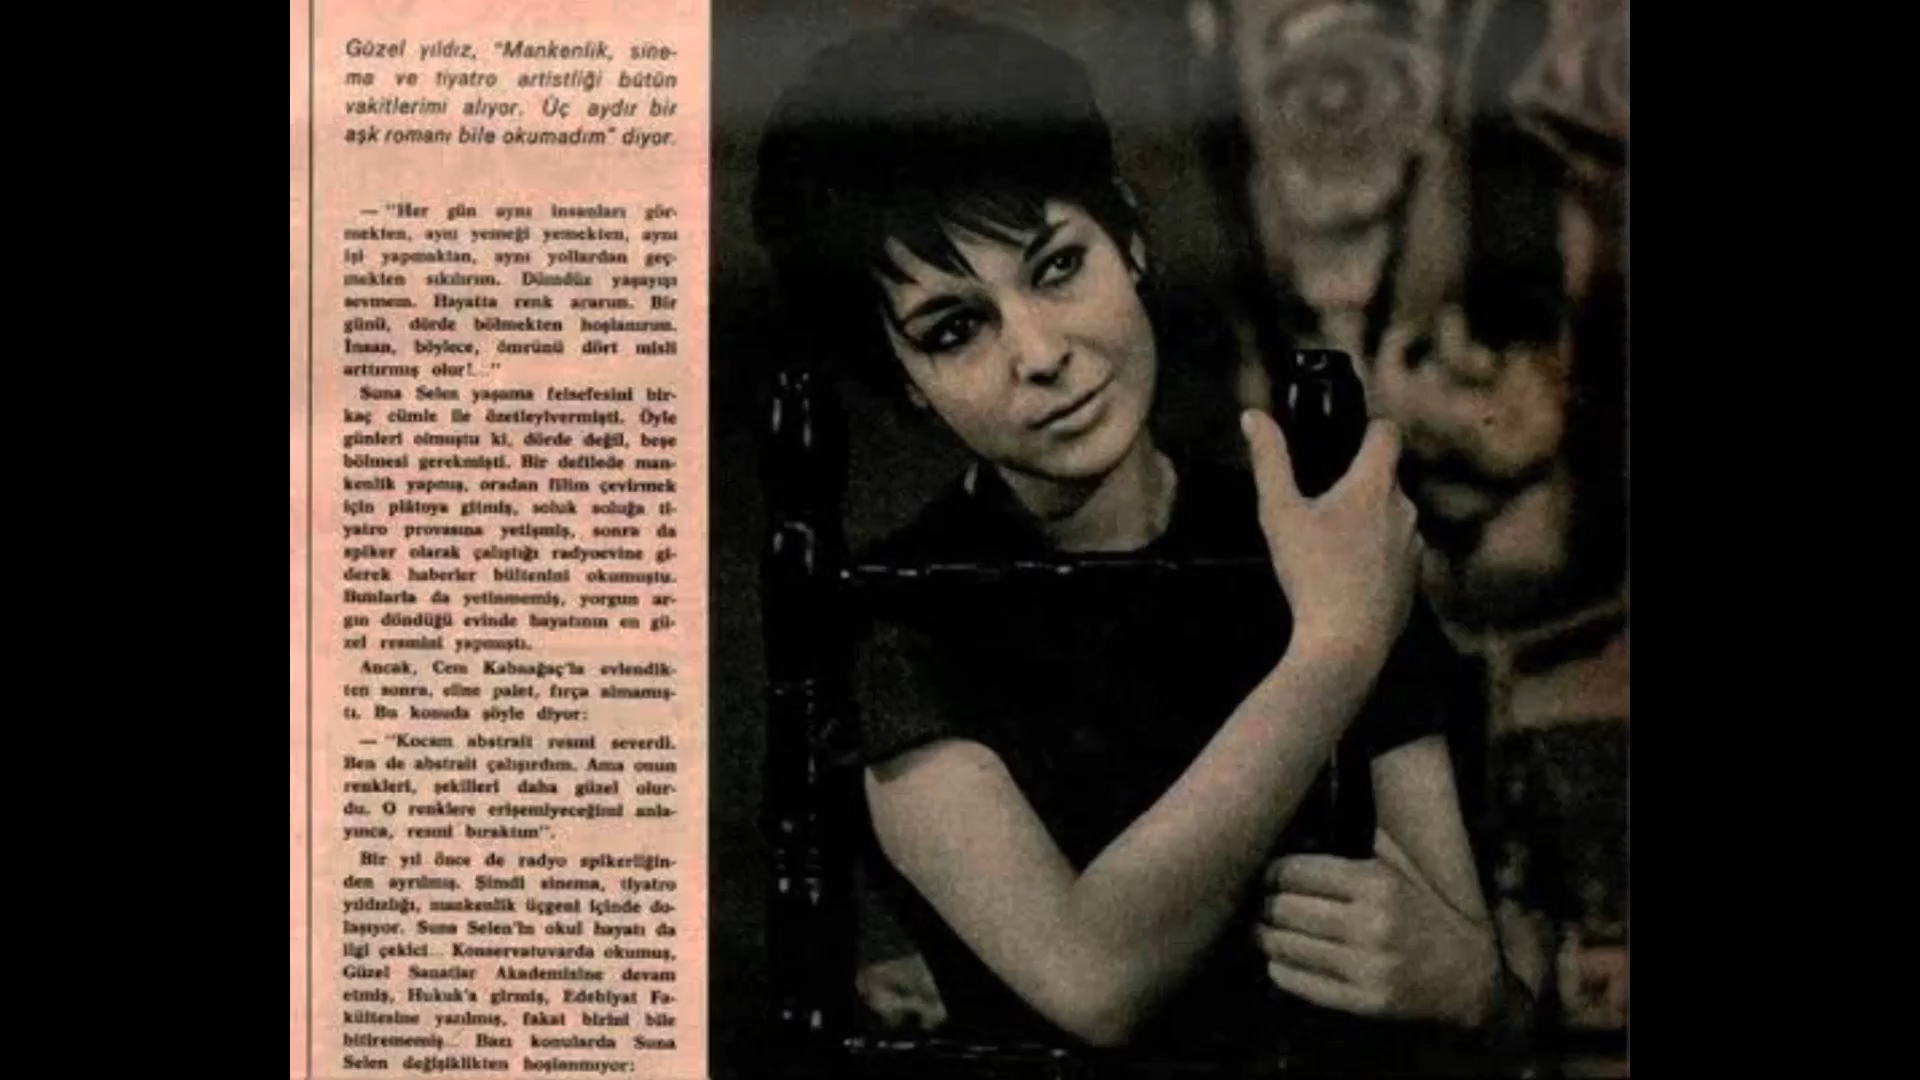 Güzel yıldız, "Mankenlik, sine-
ma ve tiyatro artistliği bütün
vakitlerimi alıyor. Üç aydır bir
aşk romanı bile okumadım" diyor.
— "Her gün aynı insanları gör-
mekten, aynı yemeği yemekten, aynı
işi yapmaktan, aynı yollardan geç-
mekten sıkılırım. Dümdüz yaşayışı
sevmem. Hayatta renk ararım. Bir
günü, dörde bölmekten hoşlanırım.
İnsan, böylece, ömrünü dört misli
arttırmış olur!..."
Suna Selen yaşama felsefesini bir-
kaç cümle ile özetleyivermişti. Öyle
günleri olmuştu ki, dörde değil, beşe
bölmesi gerekmişti. Bir defilede man-
kenlik yapmış, oradan filim çevirmek
için plâtoya gitmiş, soluk soluğa ti-
yatro provasına yetişmiş, sonra da
spiker olarak çalıştığı radyoevine gi-
derek haberler bültenini okumuştu.
Bunlarla da yetinmemiş, yorgun ar-
gın döndüğü evinde hayatının en gü-
zel resmini yapmıştı.
Ancak, Cem Kabaağaç'la evlendik-
ten sonra, eline palet, fırça almamış-
tı. Bu konuda şöyle diyor:
— "Kocam abstrait resmi severdi.
Ben de abstrait çalışırdım. Ama onun
renkleri, şekilleri daha güzel olur-
du. O renklere erişemiyeceğimi anla-
yınca, resmi bıraktım".
Bir yıl önce de radyo spikerliğin-
den ayrılmış. Şimdi sinema, tiyatro
yıldızlığı, mankenlik üçgeni içinde do-
laşıyor. Suna Selen'in okul hayatı da
ilgi çekici... Konservatuvarda okumuş,
Güzel Sanatlar Akademisine devam
etmiş, Hukuk'a girmiş, Edebiyat Fa-
kültesine yazılmış, fakat birini bile
bitirememiş... Bazı konularda Suna
Selen değişiklikten hoşlanmıyor: